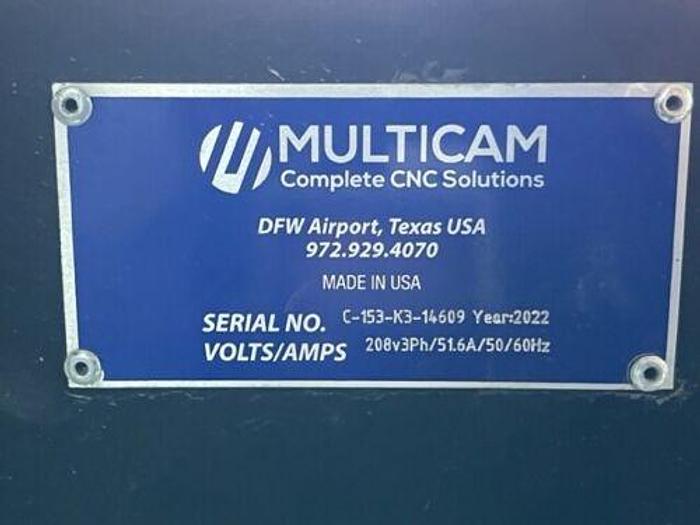 MULTICAM
Complete CNC Solutions
DFW Airport, Texas USA
972.929.4070
MADE IN USA
SERIAL NO. C-153-K3-14609 Year:2022
VOLTS/AMPS 208v3Ph/51.6A/50/60Hz